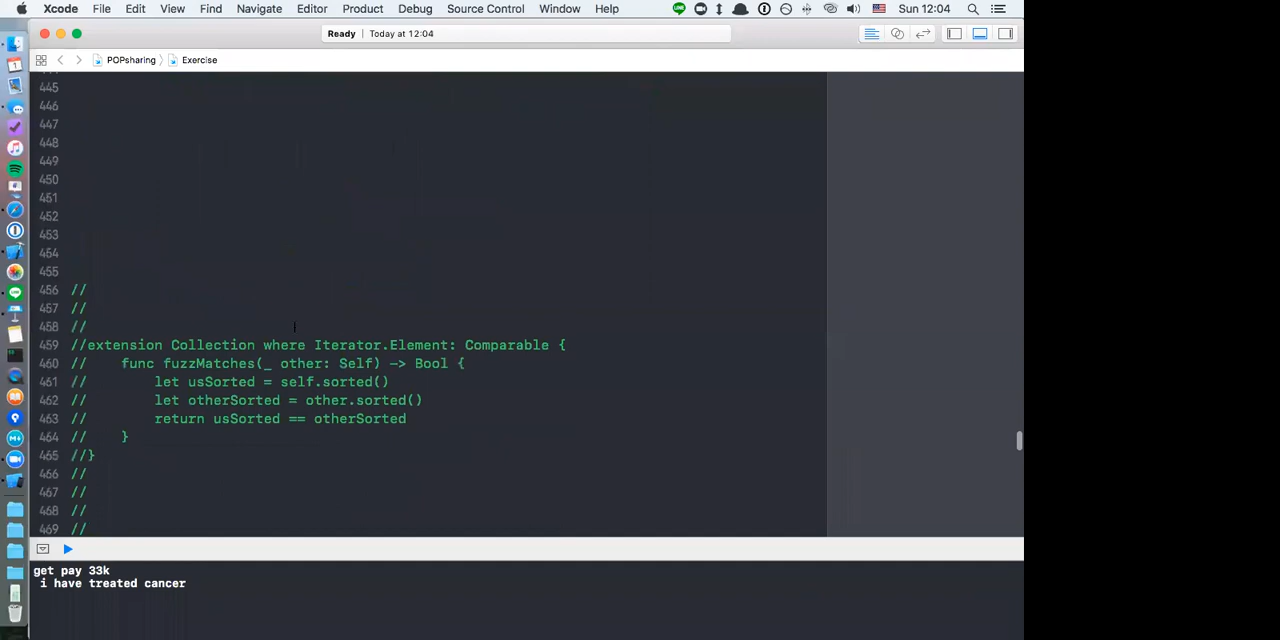 Xcode File Edit View Find Navigate Editor Product Debug Source Control Window Help Sun 12:04
Ready | Today at 12:04
POPsharing Exercise
445
446
447
448
449
450
451
452
453
454
455
456 //
457 //
458 //
459 //extension Collection where Iterator.Element: Comparable {
460 // func fuzzMatches(_ other: Self) -> Bool {
461 // let usSorted = self.sorted()
462 // let otherSorted = other.sorted()
463 // return usSorted == otherSorted
464 // }
465 //}
466 //
467 //
468 //
469 //
get pay 33k
i have treated cancer